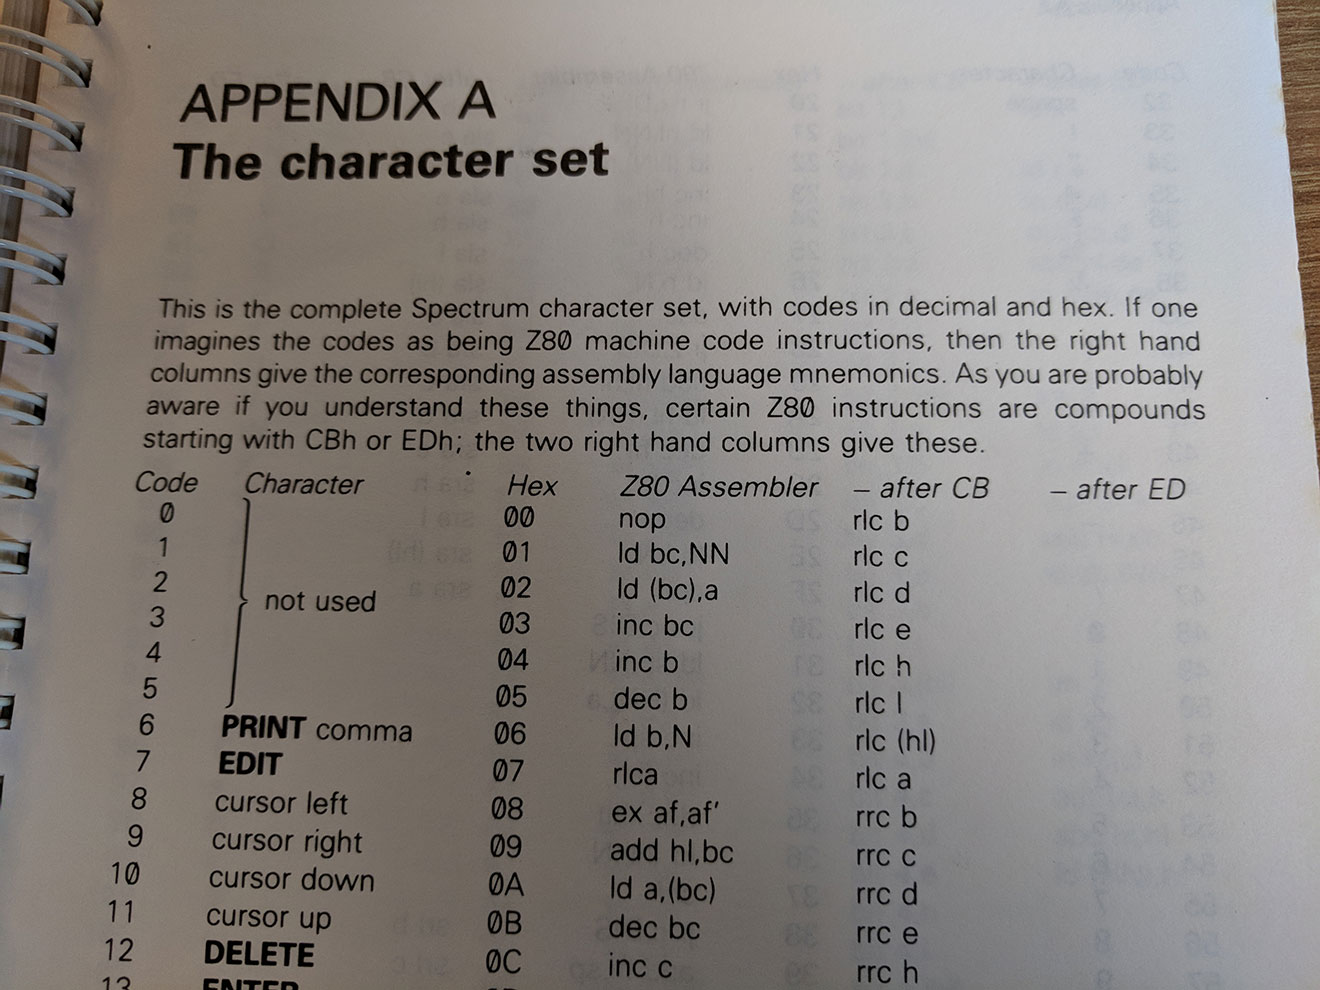 APPENDIX A
The character set
This is the complete Spectrum character set, with codes in decimal and hex. If one
imagines the codes as being Z80 machine code instructions, then the right hand
columns give the corresponding assembly language mnemonics. As you are probably
aware if you understand these things, certain Z80 instructions are compounds
starting with CBh or EDh; the two right hand columns give these.
Code Character Hex Z80 Assembler – after CB – after ED
0 00 nop rlc b
1 01 ld bc,NN rlc c
2 not used 02 ld (bc),a rlc d
3 03 inc bc rlc e
4 04 inc b rlc h
5 05 dec b rlc l
6 PRINT comma 06 ld b,N rlc (hl)
7 EDIT 07 rlca rlc a
8 cursor left 08 ex af,af′ rrc b
9 cursor right 09 add hl,bc rrc c
10 cursor down 0A ld a,(bc) rrc d
11 cursor up 0B dec bc rrc e
12 DELETE 0C inc c rrc h
13 ENTER